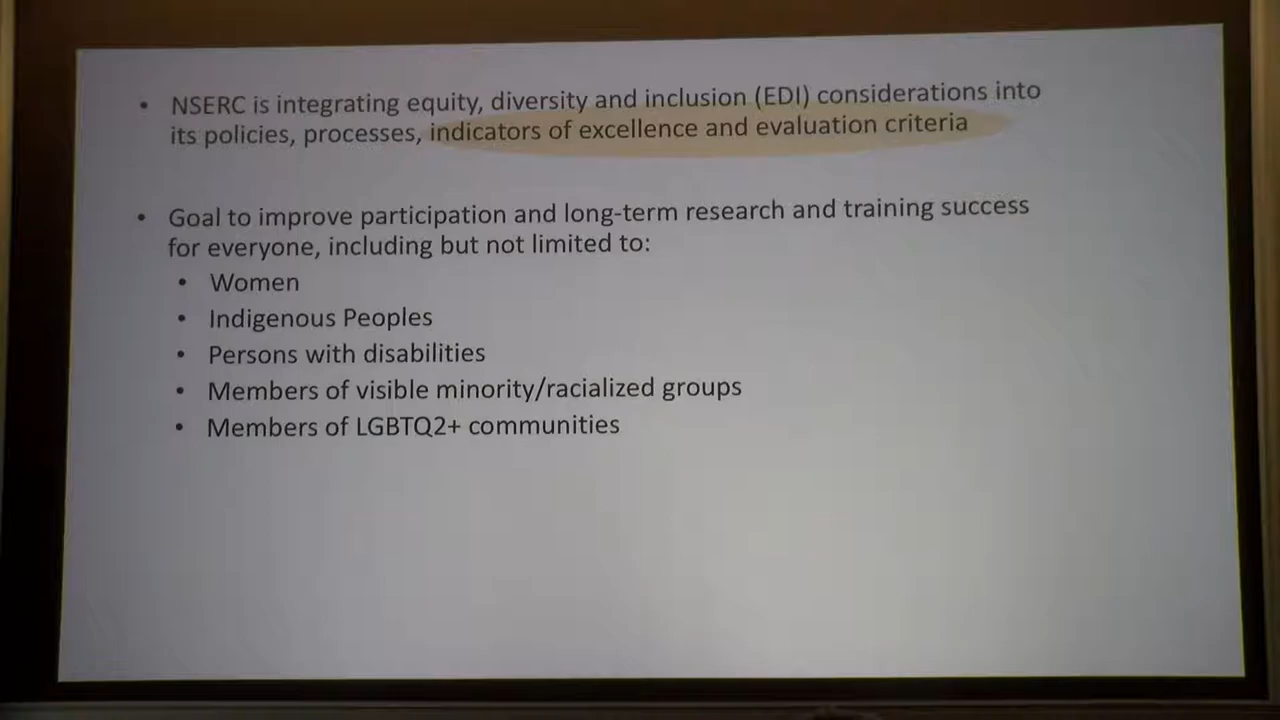 • NSERC is integrating equity, diversity and inclusion (EDI) considerations into
its policies, processes, indicators of excellence and evaluation criteria
• Goal to improve participation and long-term research and training success
for everyone, including but not limited to:
• Women
• Indigenous Peoples
• Persons with disabilities
• Members of visible minority/racialized groups
• Members of LGBTQ2+ communities